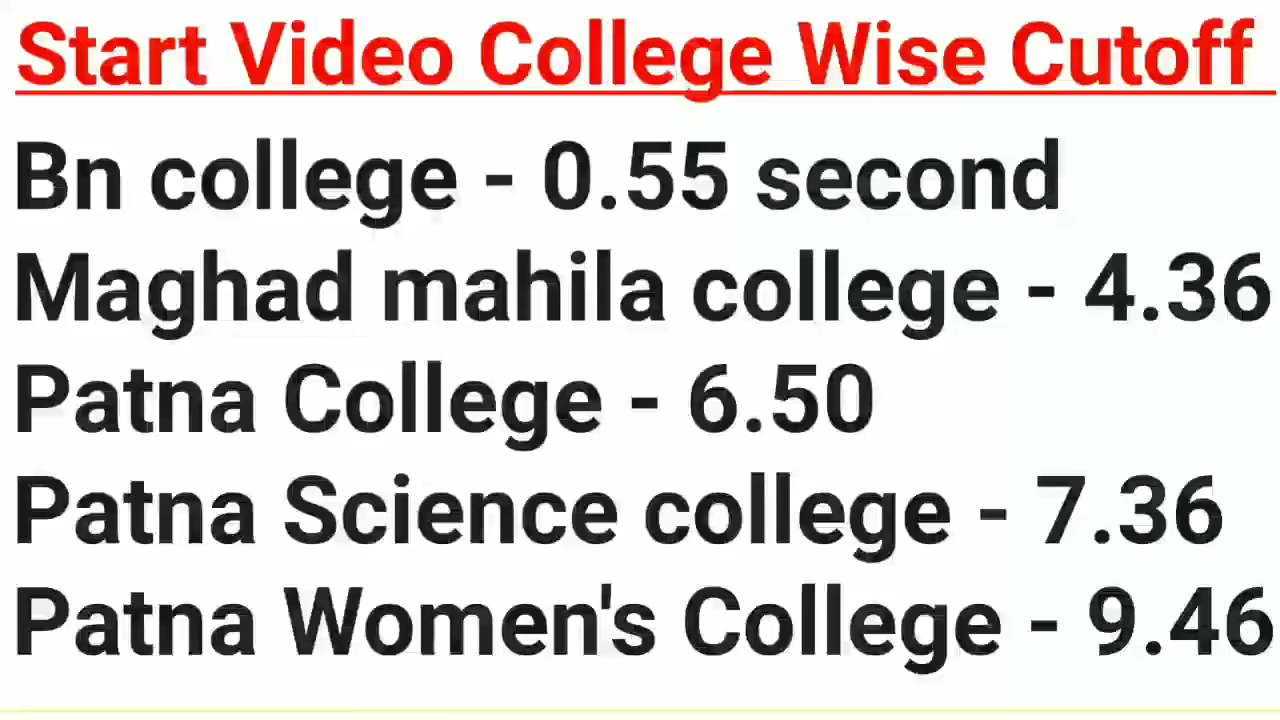 Start Video College Wise Cutoff
Bn college - 0.55 second
Maghad mahila college - 4.36
Patna College - 6.50
Patna Science college - 7.36
Patna Women's College - 9.46